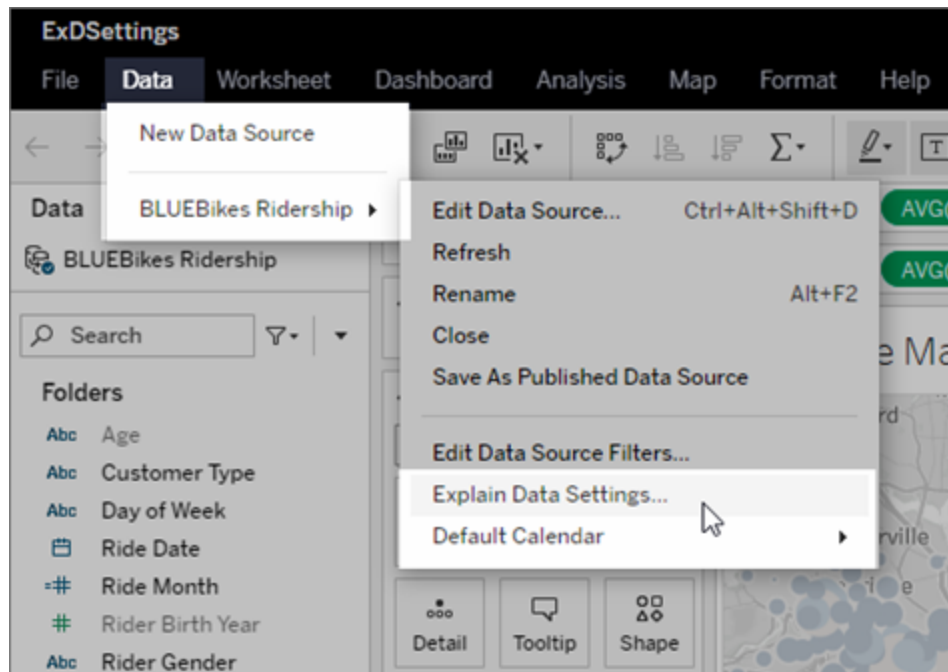 ExDSettings
File Data Worksheet Dashboard Analysis Map Format Help
New Data Source
BLUEBikes Ridership
Edit Data Source... Ctrl+Alt+Shift+D
Refresh
Rename Alt+F2
Close
Save As Published Data Source
Edit Data Source Filters...
Explain Data Settings...
Default Calendar
Data
BLUEBikes Ridership
Search
Folders
Abc Age
Abc Customer Type
Abc Day of Week
Ride Date
Ride Month
Rider Birth Year
Abc Rider Gender
Detail Tooltip Shape
T
AVG(
AVG(